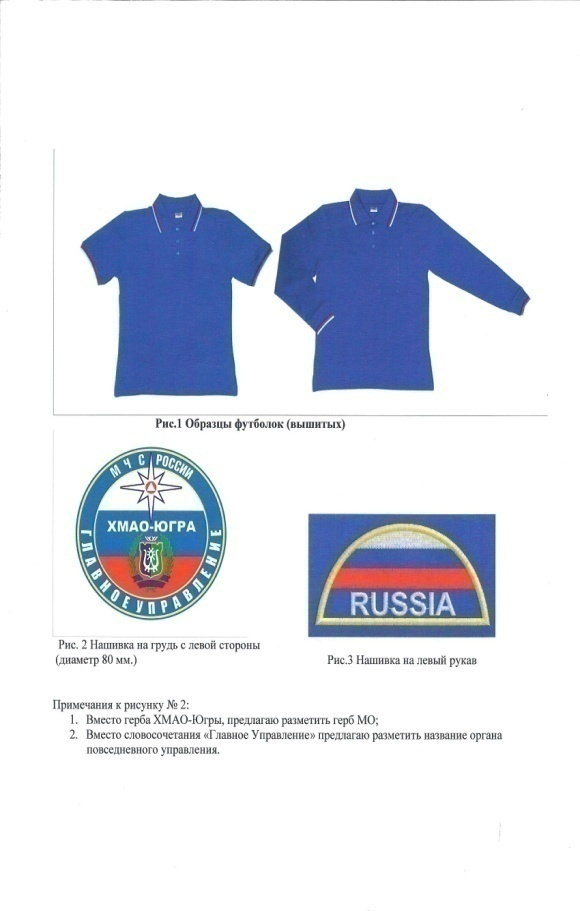 Рис.1 Образцы футболок (вышитых)
МЧС РОССИИ
ХМАО-ЮГРА
ГЛАВНОЕ УПРАВЛЕНИЕ
RUSSIA
Рис. 2 Нашивка на грудь с левой стороны
(диаметр 80 мм.)
Рис.3 Нашивка на левый рукав
Примечания к рисунку № 2:
1. Вместо герба ХМАО-Югры, предлагаю разметить герб МО;
2. Вместо словосочетания «Главное Управление» предлагаю разметить название органа
повседневного управления.